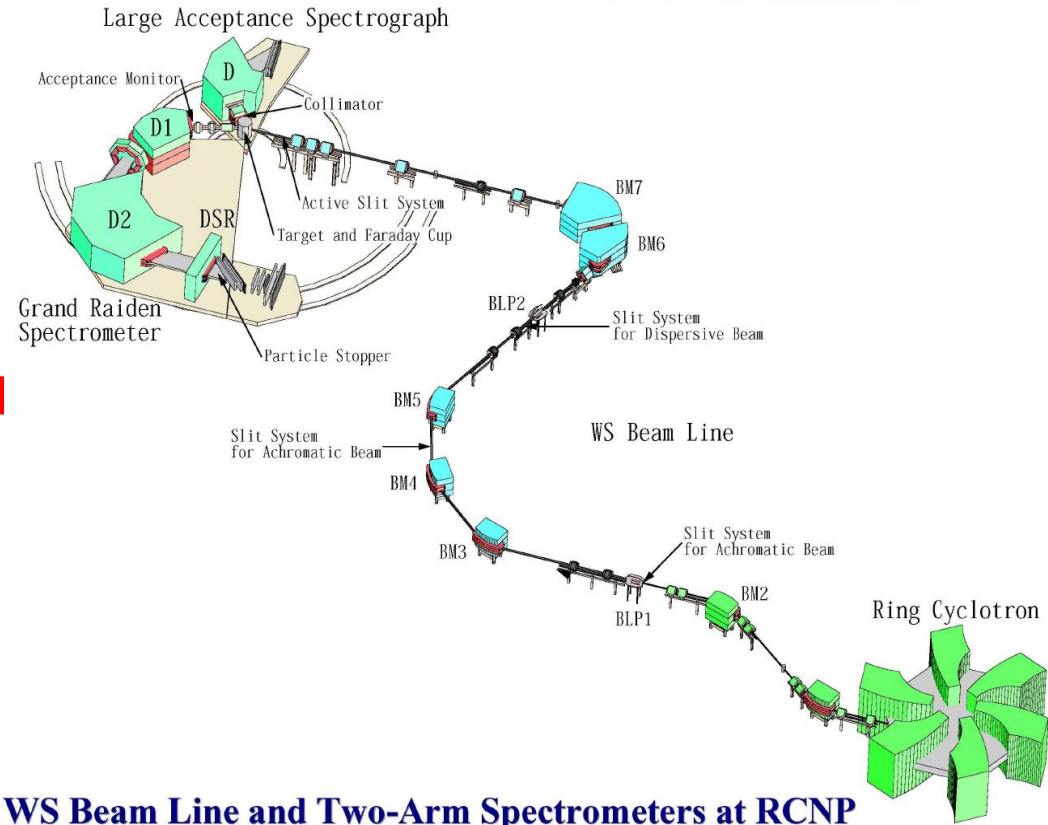 Large Acceptance Spectrograph
D
Acceptance Monitor
Collimator
D1
BM7
Active Slit System
D2
DSR
Target and Faraday Cup
BM6
Grand Raiden
Spectrometer
BLP2
Slit System
for Dispersive Beam
Particle Stopper
BM5
Slit System
for Achromatic Beam
WS Beam Line
BM4
BM3
Slit System
for Achromatic Beam
BM2
BLP1
Ring Cyclotron
WS Beam Line and Two-Arm Spectrometers at RCNP